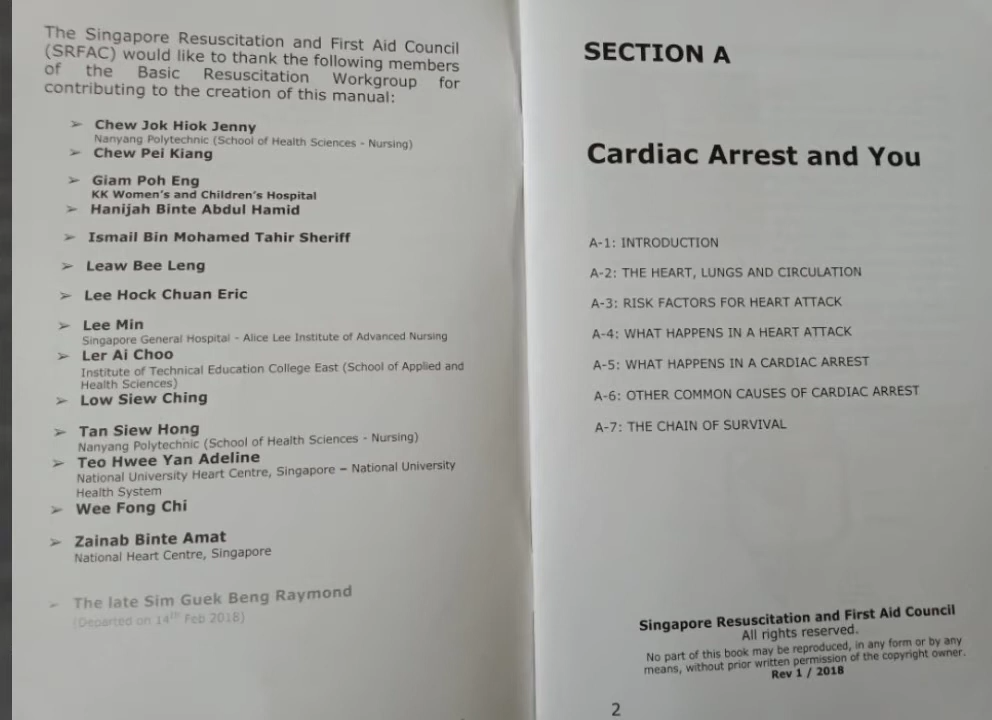 The Singapore Resuscitation and First Aid Council
(SRFAC) would like to thank the following members
of the Basic Resuscitation Workgroup for
contributing to the creation of this manual:
➢ Chew Jok Hiok Jenny
Nanyang Polytechnic (School of Health Sciences - Nursing)
➢ Chew Pei Kiang
➢ Giam Poh Eng
KK Women's and Children's Hospital
➢ Hanijah Binte Abdul Hamid
➢ Ismail Bin Mohamed Tahir Sheriff
➢ Leaw Bee Leng
➢ Lee Hock Chuan Eric
➢ Lee Min
Singapore General Hospital - Alice Lee Institute of Advanced Nursing
➢ Ler Ai Choo
Institute of Technical Education College East (School of Applied and
Health Sciences)
➢ Low Siew Ching
➢ Tan Siew Hong
Nanyang Polytechnic (School of Health Sciences - Nursing)
➢ Teo Hwee Yan Adeline
National University Heart Centre, Singapore – National University
Health System
➢ Wee Fong Chi
➢ Zainab Binte Amat
National Heart Centre, Singapore
➢ The late Sim Guek Beng Raymond
(Departed on 14th Feb 2018)
SECTION A
Cardiac Arrest and You
A-1: INTRODUCTION
A-2: THE HEART, LUNGS AND CIRCULATION
A-3: RISK FACTORS FOR HEART ATTACK
A-4: WHAT HAPPENS IN A HEART ATTACK
A-5: WHAT HAPPENS IN A CARDIAC ARREST
A-6: OTHER COMMON CAUSES OF CARDIAC ARREST
A-7: THE CHAIN OF SURVIVAL
Singapore Resuscitation and First Aid Council
All rights reserved.
No part of this book may be reproduced, in any form or by any
means, without prior written permission of the copyright owner.
Rev 1 / 2018
2